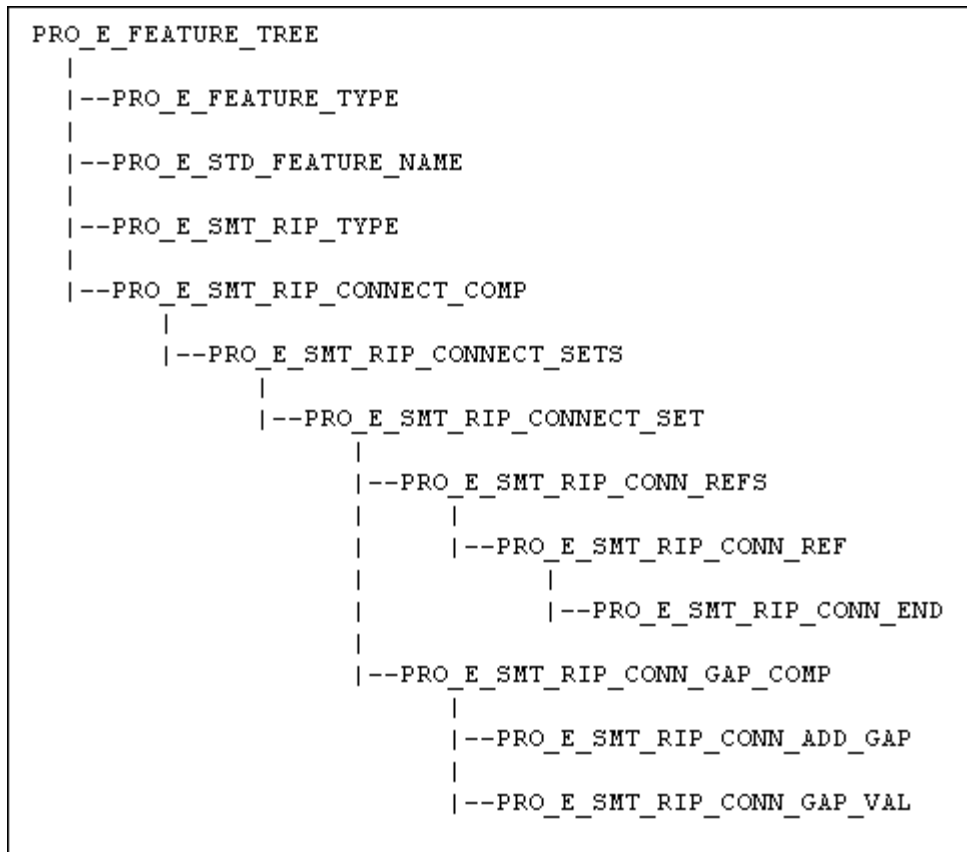 PRO_E_FEATURE_TREE
|
|--PRO_E_FEATURE_TYPE
|
|--PRO_E_STD_FEATURE_NAME
|
|--PRO_E_SMT_RIP_TYPE
|
|--PRO_E_SMT_RIP_CONNECT_COMP
|
|--PRO_E_SMT_RIP_CONNECT_SETS
|
|--PRO_E_SMT_RIP_CONNECT_SET
|
|--PRO_E_SMT_RIP_CONN_REFS
| |
| |--PRO_E_SMT_RIP_CONN_REF
| |
| |--PRO_E_SMT_RIP_CONN_END
|
|--PRO_E_SMT_RIP_CONN_GAP_COMP
|
|--PRO_E_SMT_RIP_CONN_ADD_GAP
|
|--PRO_E_SMT_RIP_CONN_GAP_VAL